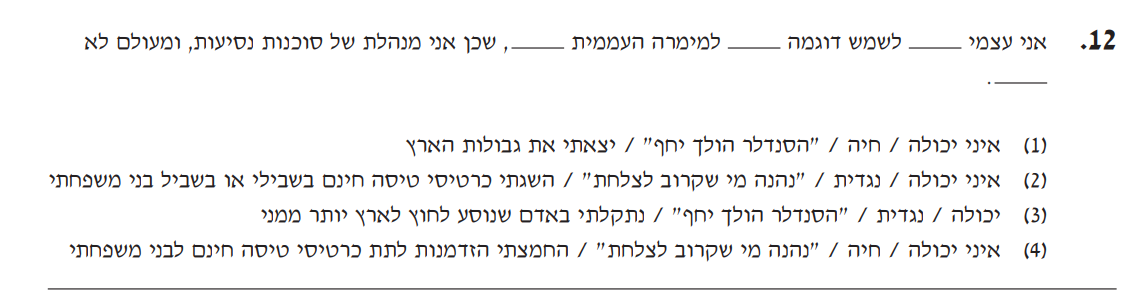 12. אני עצמי _____ לשמש דוגמה _____ למימרה העממית _____, שכן אני מנהלת של סוכנות נסיעות, ומעולם לא
_____.
(1) איני יכולה / חיה / "הסנדלר הולך יחף" / יצאתי את גבולות הארץ
(2) איני יכולה / נגדית / "נהנה מי שקרוב לצלחת" / השגתי כרטיסי טיסה חינם בשבילי או בשביל בני משפחתי
(3) יכולה / נגדית / "הסנדלר הולך יחף" / נתקלתי באדם שנוסע לחוץ לארץ יותר ממני
(4) איני יכולה / חיה / "נהנה מי שקרוב לצלחת" / החמצתי הזדמנות לתת כרטיסי טיסה חינם לבני משפחתי